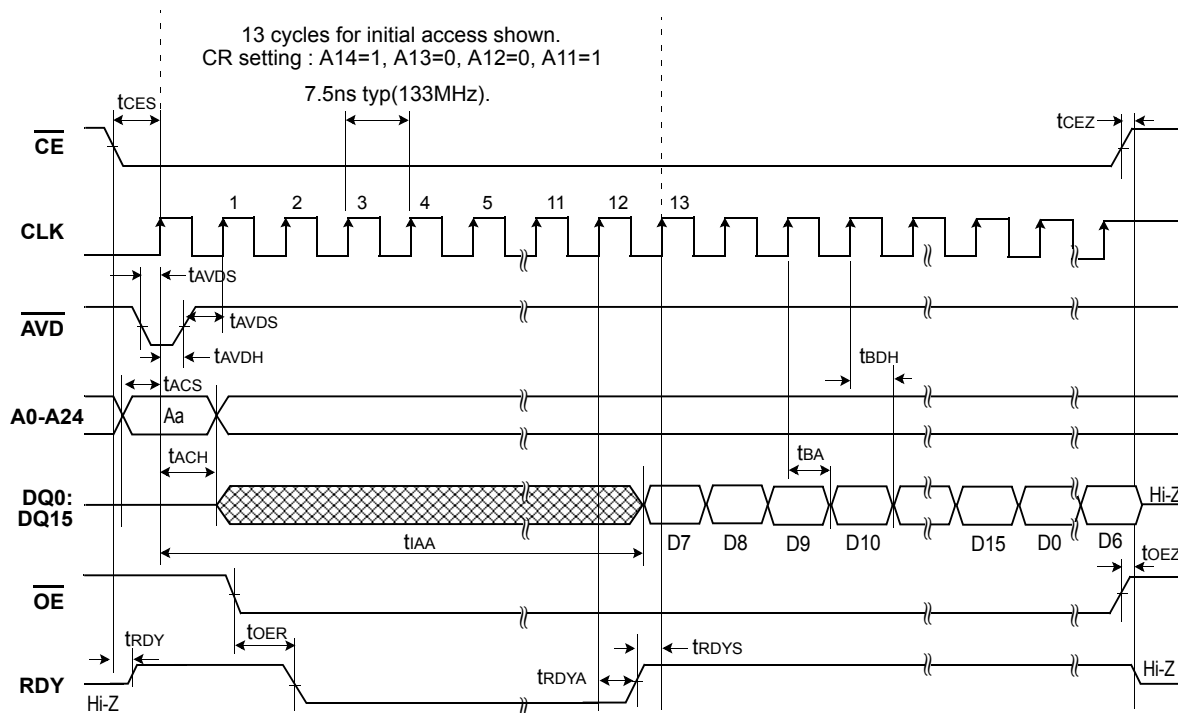 13 cycles for initial access shown.
CR setting : A14=1, A13=0, A12=0, A11=1
7.5ns typ(133MHz).
tCES
tCEZ
CE
1 2 3 4 5 11 12 13
CLK
tAVDS
tAVDS
AVD
tAVDH
tBDH
tACS
A0-A24
Aa
tACH
tBA
DQ0:
DQ15
Hi-Z
tIAA
D7 D8 D9 D10 D15 D0 D6
tOEZ
OE
tOER
tRDY
tRDYS
tRDYA
RDY
Hi-Z
Hi-Z